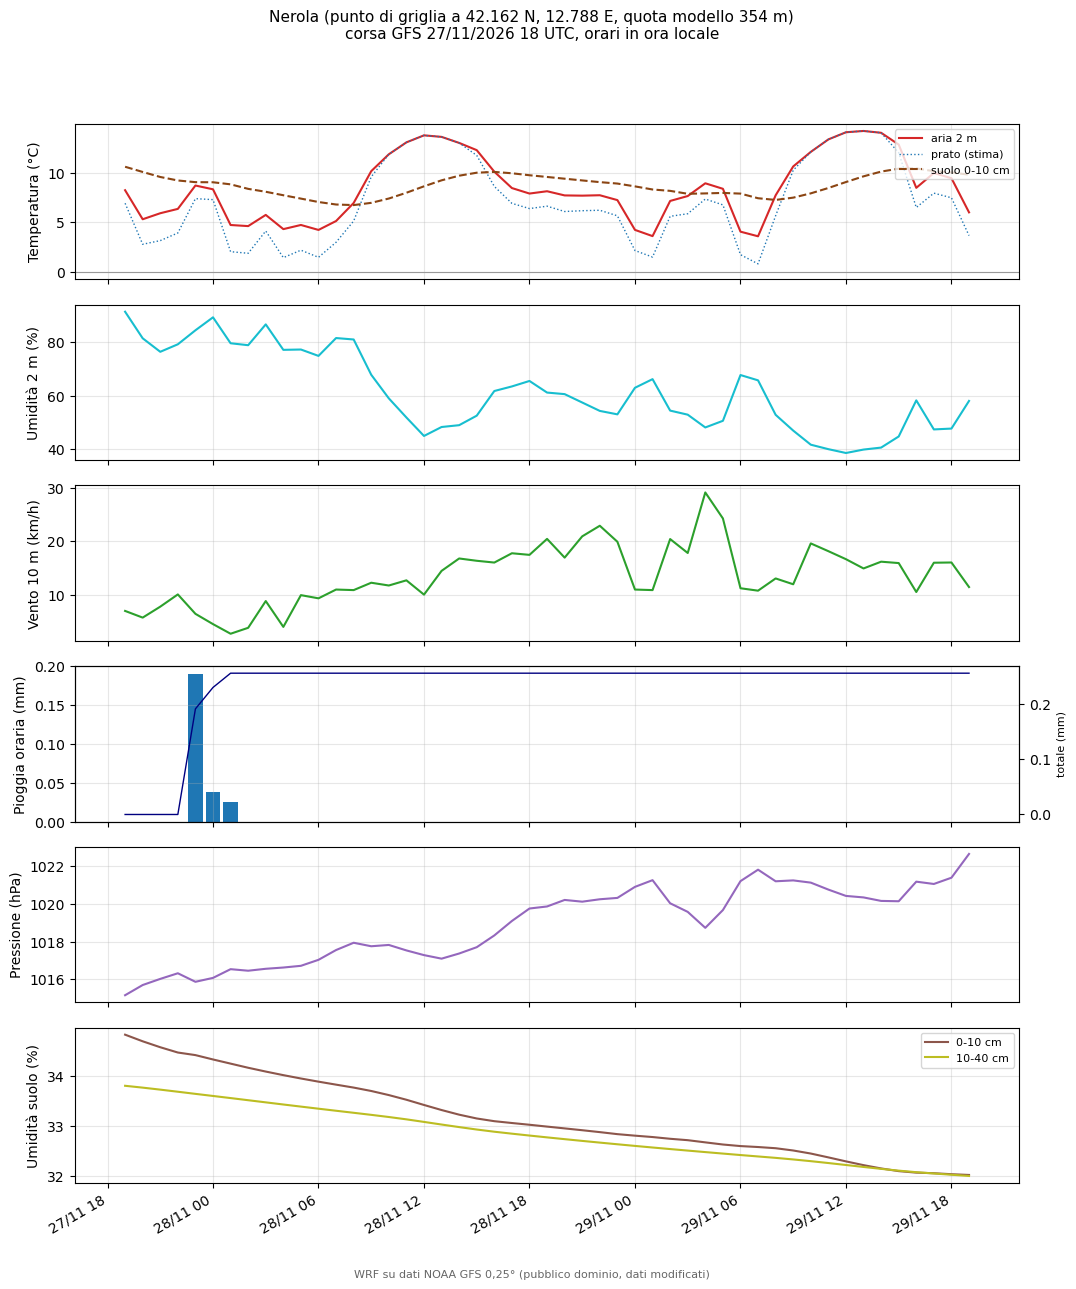 Nerola (punto di griglia a 42.162 N, 12.788 E, quota modello 354 m)
corsa GFS 27/11/2026 18 UTC, orari in ora locale
Temperatura (°C)
10
5
0
aria 2 m
prato (stima)
suolo 0-10 cm
Umidità 2 m (%)
80
60
40
Vento 10 m (km/h)
30
20
10
Pioggia oraria (mm)
0.20
0.15
0.10
0.05
0.00
0.2
0.1
0.0
totale (mm)
Pressione (hPa)
1022
1020
1018
1016
Umidità suolo (%)
34
33
32
0-10 cm
10-40 cm
27/11 18
28/11 00
28/11 06
28/11 12
28/11 18
29/11 00
29/11 06
29/11 12
29/11 18
WRF su dati NOAA GFS 0,25° (pubblico dominio, dati modificati)